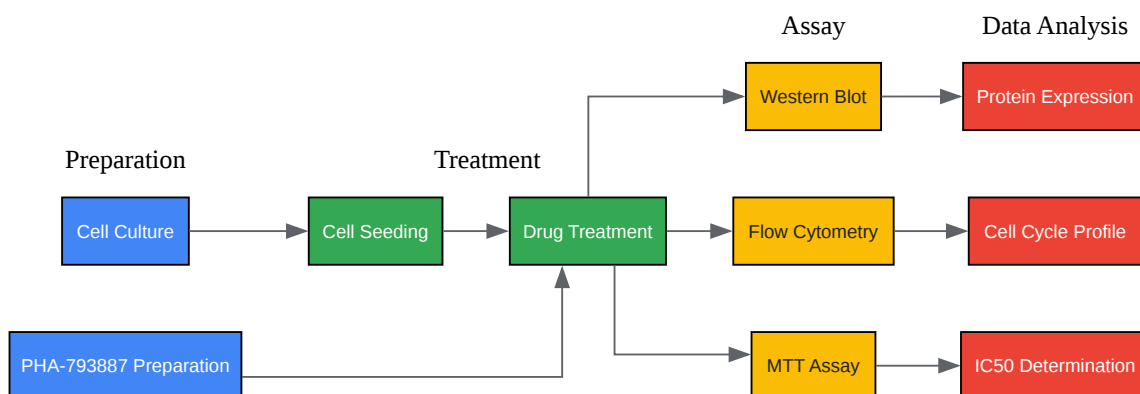 Assay
Data Analysis
Western Blot
Protein Expression
Preparation
Treatment
Cell Culture
Cell Seeding
Drug Treatment
Flow Cytometry
Cell Cycle Profile
PHA-793887 Preparation
MTT Assay
IC50 Determination